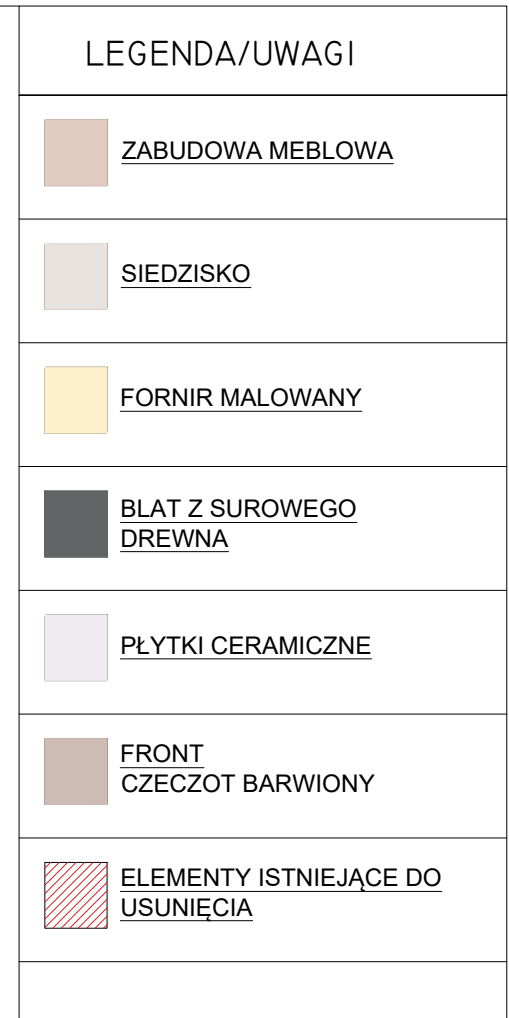 LEGENDA/UWAGI
ZABUDOWA MEBLOWA
SIEDZISKO
FORNIR MALOWANY
BLAT Z SUROWEGO
DREWNA
PŁYTKI CERAMICZNE
FRONT
CZECZOT BARWIONY
ELEMENTY ISTNIEJĄCE DO
USUNIĘCIA